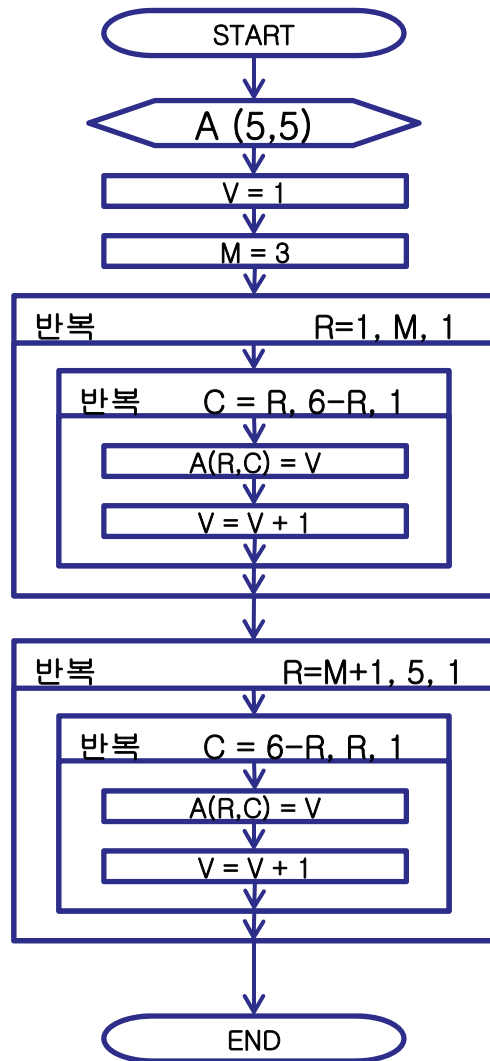 START
A (5,5)
V = 1
M = 3
반복 R=1, M, 1
반복 C = R, 6-R, 1
A(R,C) = V
V = V + 1
반복 R=M+1, 5, 1
반복 C = 6-R, R, 1
A(R,C) = V
V = V + 1
END